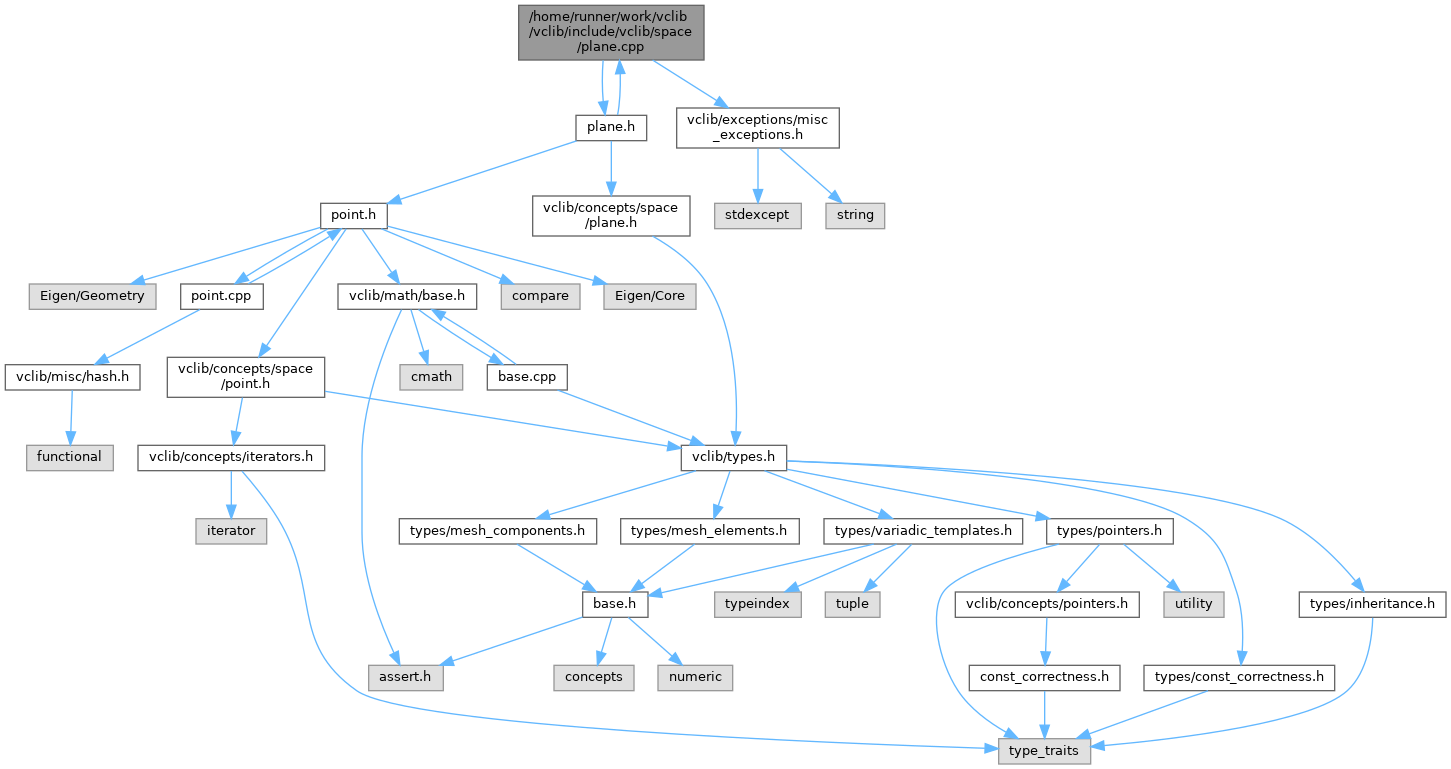 /home/runner/work/vclib
/vclib/include/vclib/space
/plane.cpp
plane.h
vclib/exceptions/misc
_exceptions.h
point.h
vclib/concepts/space
/plane.h
stdexcept
string
Eigen/Geometry
point.cpp
vclib/math/base.h
compare
Eigen/Core
vclib/misc/hash.h
vclib/concepts/space
/point.h
cmath
base.cpp
functional
vclib/concepts/iterators.h
vclib/types.h
iterator
types/mesh_components.h
types/mesh_elements.h
types/variadic_templates.h
types/pointers.h
base.h
typeindex
tuple
vclib/concepts/pointers.h
utility
types/inheritance.h
assert.h
concepts
numeric
const_correctness.h
types/const_correctness.h
type_traits